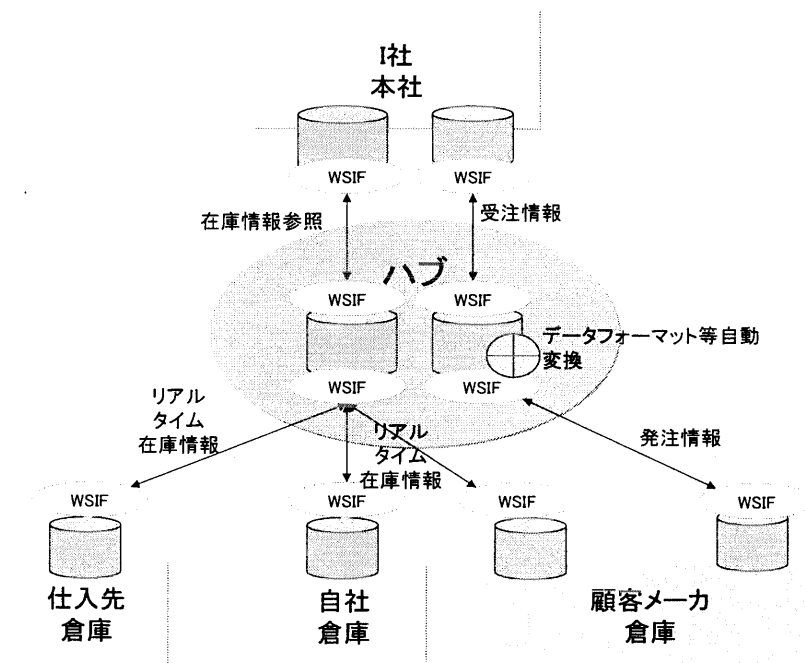 I社
本社
WSIF
WSIF
在庫情報参照
受注情報
ハブ
WSIF
WSIF
データフォーマット等自動
変換
WSIF
WSIF
リアル
タイム
在庫情報
リアル
タイム
在庫情報
発注情報
WSIF
WSIF
WSIF
WSIF
仕入先
倉庫
自社
倉庫
顧客メーカ
倉庫